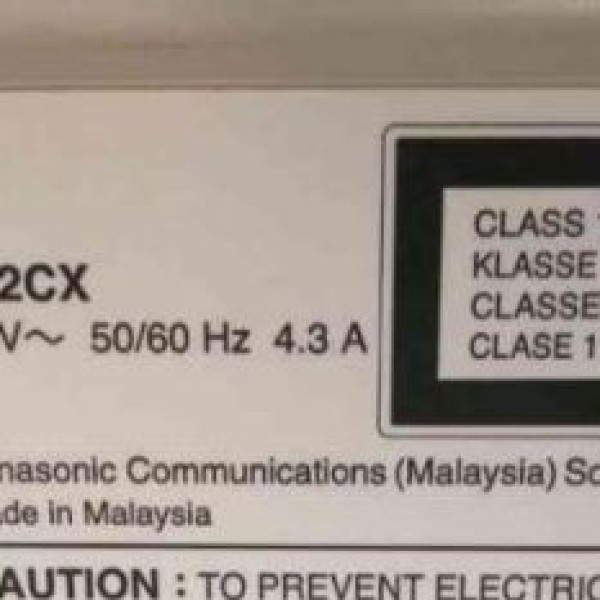 2CX
V~ 50/60 Hz 4.3 A
CLASS 1
KLASSE
CLASSE
CLASE 1
nasonic Communications (Malaysia) S
de in Malaysia
AUTION : TO PREVENT ELECTRIC